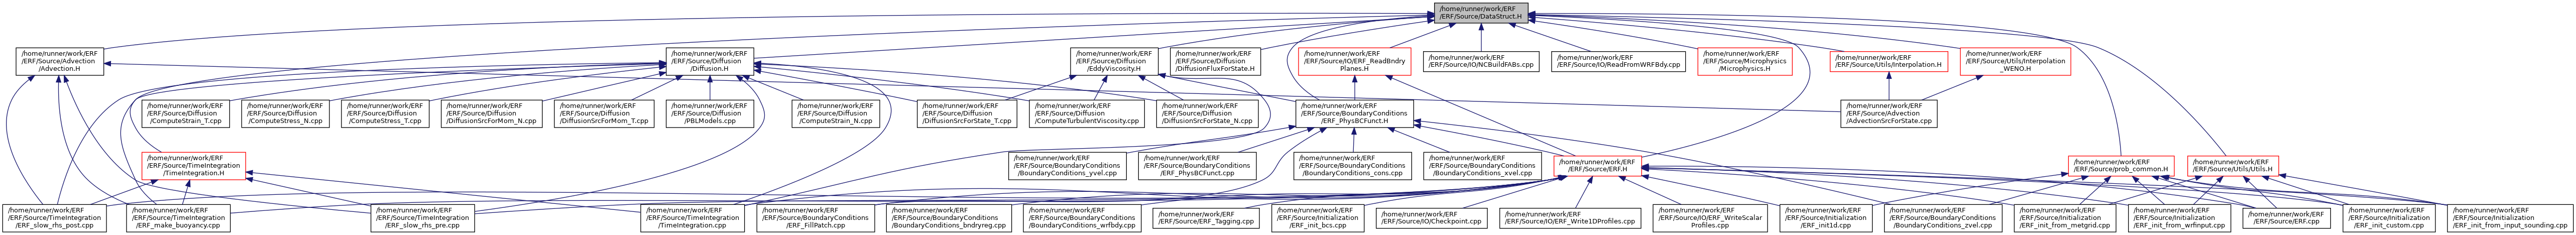 /home/runner/work/ERF
/ERF/Source/DataStruct.H
/home/runner/work/ERF
/ERF/Source/Advection
/Advection.H
/home/runner/work/ERF
/ERF/Source/Diffusion
/Diffusion.H
/home/runner/work/ERF
/ERF/Source/Diffusion
/EddyViscosity.H
/home/runner/work/ERF
/ERF/Source/Diffusion
/DiffusionFluxForState.H
/home/runner/work/ERF
/ERF/Source/IO/ERF_ReadBndry
Planes.H
/home/runner/work/ERF
/ERF/Source/IO/NCBuildFABs.cpp
/home/runner/work/ERF
/ERF/Source/IO/ReadFromWRFBdy.cpp
/home/runner/work/ERF
/ERF/Source/Microphysics
/Microphysics.H
/home/runner/work/ERF
/ERF/Source/Utils/Interpolation.H
/home/runner/work/ERF
/ERF/Source/Utils/Interpolation
_WENO.H
/home/runner/work/ERF
/ERF/Source/Diffusion
/ComputeStrain_T.cpp
/home/runner/work/ERF
/ERF/Source/Diffusion
/ComputeStress_N.cpp
/home/runner/work/ERF
/ERF/Source/Diffusion
/ComputeStress_T.cpp
/home/runner/work/ERF
/ERF/Source/Diffusion
/DiffusionSrcForMom_N.cpp
/home/runner/work/ERF
/ERF/Source/Diffusion
/DiffusionSrcForMom_T.cpp
/home/runner/work/ERF
/ERF/Source/Diffusion
/PBLModels.cpp
/home/runner/work/ERF
/ERF/Source/Diffusion
/ComputeStrain_N.cpp
/home/runner/work/ERF
/ERF/Source/Diffusion
/DiffusionSrcForState_T.cpp
/home/runner/work/ERF
/ERF/Source/Diffusion
/ComputeTurbulentViscosity.cpp
/home/runner/work/ERF
/ERF/Source/Diffusion
/DiffusionSrcForState_N.cpp
/home/runner/work/ERF
/ERF/Source/BoundaryConditions
/ERF_PhysBCFunct.H
/home/runner/work/ERF
/ERF/Source/Advection
/AdvectionSrcForState.cpp
/home/runner/work/ERF
/ERF/Source/TimeIntegration
/TimeIntegration.H
/home/runner/work/ERF
/ERF/Source/BoundaryConditions
/BoundaryConditions_yvel.cpp
/home/runner/work/ERF
/ERF/Source/BoundaryConditions
/ERF_PhysBCFunct.cpp
/home/runner/work/ERF
/ERF/Source/BoundaryConditions
/BoundaryConditions_cons.cpp
/home/runner/work/ERF
/ERF/Source/BoundaryConditions
/BoundaryConditions_xvel.cpp
/home/runner/work/ERF
/ERF/Source/ERF.H
/home/runner/work/ERF
/ERF/Source/prob_common.H
/home/runner/work/ERF
/ERF/Source/Utils/Utils.H
/home/runner/work/ERF
/ERF/Source/TimeIntegration
/ERF_slow_rhs_post.cpp
/home/runner/work/ERF
/ERF/Source/TimeIntegration
/ERF_make_buoyancy.cpp
/home/runner/work/ERF
/ERF/Source/TimeIntegration
/ERF_slow_rhs_pre.cpp
/home/runner/work/ERF
/ERF/Source/TimeIntegration
/TimeIntegration.cpp
/home/runner/work/ERF
/ERF/Source/BoundaryConditions
/ERF_FillPatch.cpp
/home/runner/work/ERF
/ERF/Source/BoundaryConditions
/BoundaryConditions_bndryreg.cpp
/home/runner/work/ERF
/ERF/Source/BoundaryConditions
/BoundaryConditions_wrfbdy.cpp
/home/runner/work/ERF
/ERF/Source/ERF_Tagging.cpp
/home/runner/work/ERF
/ERF/Source/Initialization
/ERF_init_bcs.cpp
/home/runner/work/ERF
/ERF/Source/IO/Checkpoint.cpp
/home/runner/work/ERF
/ERF/Source/IO/ERF_Write1DProfiles.cpp
/home/runner/work/ERF
/ERF/Source/IO/ERF_WriteScalar
Profiles.cpp
/home/runner/work/ERF
/ERF/Source/Initialization
/ERF_init1d.cpp
/home/runner/work/ERF
/ERF/Source/BoundaryConditions
/BoundaryConditions_zvel.cpp
/home/runner/work/ERF
/ERF/Source/Initialization
/ERF_init_from_metgrid.cpp
/home/runner/work/ERF
/ERF/Source/Initialization
/ERF_init_from_wrfinput.cpp
/home/runner/work/ERF
/ERF/Source/ERF.cpp
/home/runner/work/ERF
/ERF/Source/Initialization
/ERF_init_custom.cpp
/home/runner/work/ERF
/ERF/Source/Initialization
/ERF_init_from_input_sounding.cpp